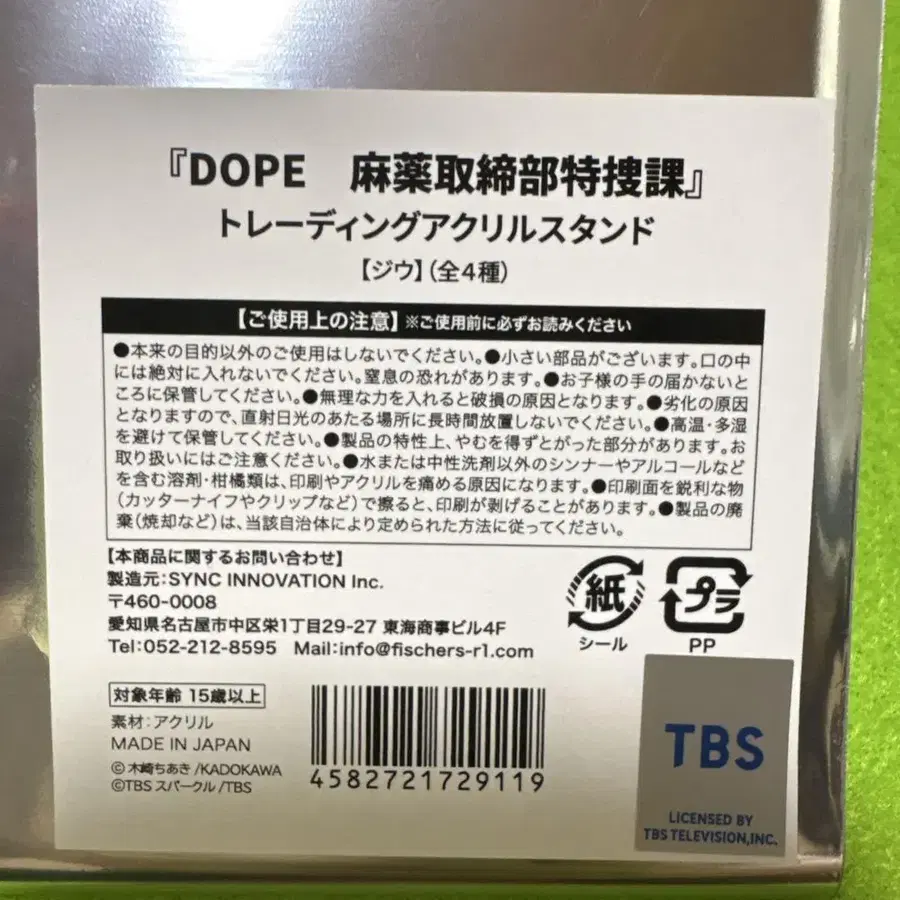 『DOPE　麻薬取締部特捜課』
トレーディングアクリルスタンド
【ジウ】(全4種)
【ご使用上の注意】※ご使用前に必ずお読みください
●本来の目的以外のご使用はしないでください。●小さい部品がございます。口の中
には絶対に入れないでください。窒息の恐れがあります。●お子様の手の届かないと
ころに保管してください。●無理な力を入れると破損の原因となります。●劣化の原因
となりますので、直射日光のあたる場所に長時間放置しないでください。●高温・多湿
を避けて保管してください。●製品の特性上、やむを得ずとがった部分があります。お
取り扱いにはご注意ください。●水または中性洗剤以外のシンナーやアルコールなど
を含む溶剤・柑橘類は、印刷やアクリルを痛める原因になります。●印刷面を鋭利な物
(カッターナイフやクリップなど)で擦ると、印刷が剥げることがあります。●製品の廃
棄(焼却など)は、当該自治体により定められた方法に従ってください。
【本商品に関するお問い合わせ】
製造元:SYNC INNOVATION Inc.
〒460-0008
愛知県名古屋市中区栄1丁目29-27 東海商事ビル4F
Tel:052-212-8595 Mail:info@fischers-r1.com
紙
シール
プラ
PP
対象年齢 15歳以上
素材:アクリル
MADE IN JAPAN
©木崎ちあき/KADOKAWA
©TBSスパークル/TBS
4582721729119
TBS
LICENSED BY
TBS TELEVISION,INC.